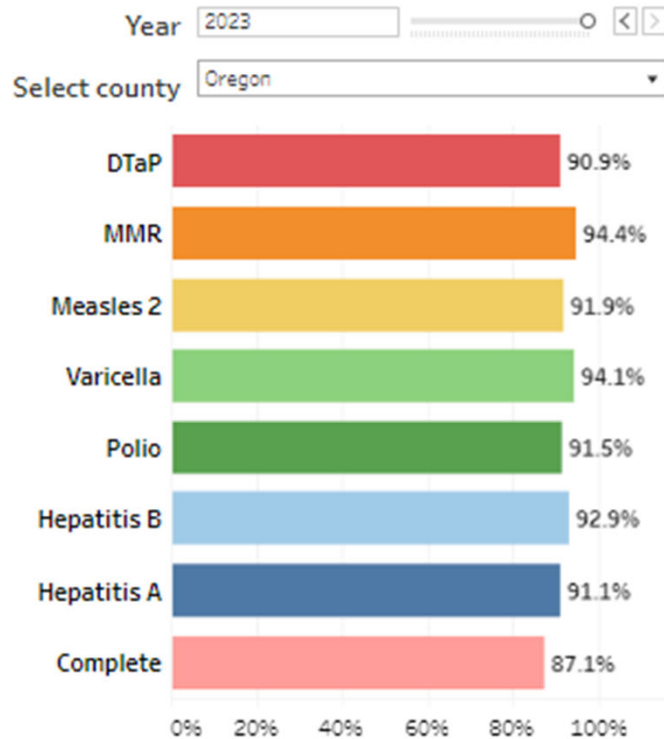 Year 2023
Select county Oregon
DTaP 90.9%
MMR 94.4%
Measles 2 91.9%
Varicella 94.1%
Polio 91.5%
Hepatitis B 92.9%
Hepatitis A 91.1%
Complete 87.1%
0% 20% 40% 60% 80% 100%